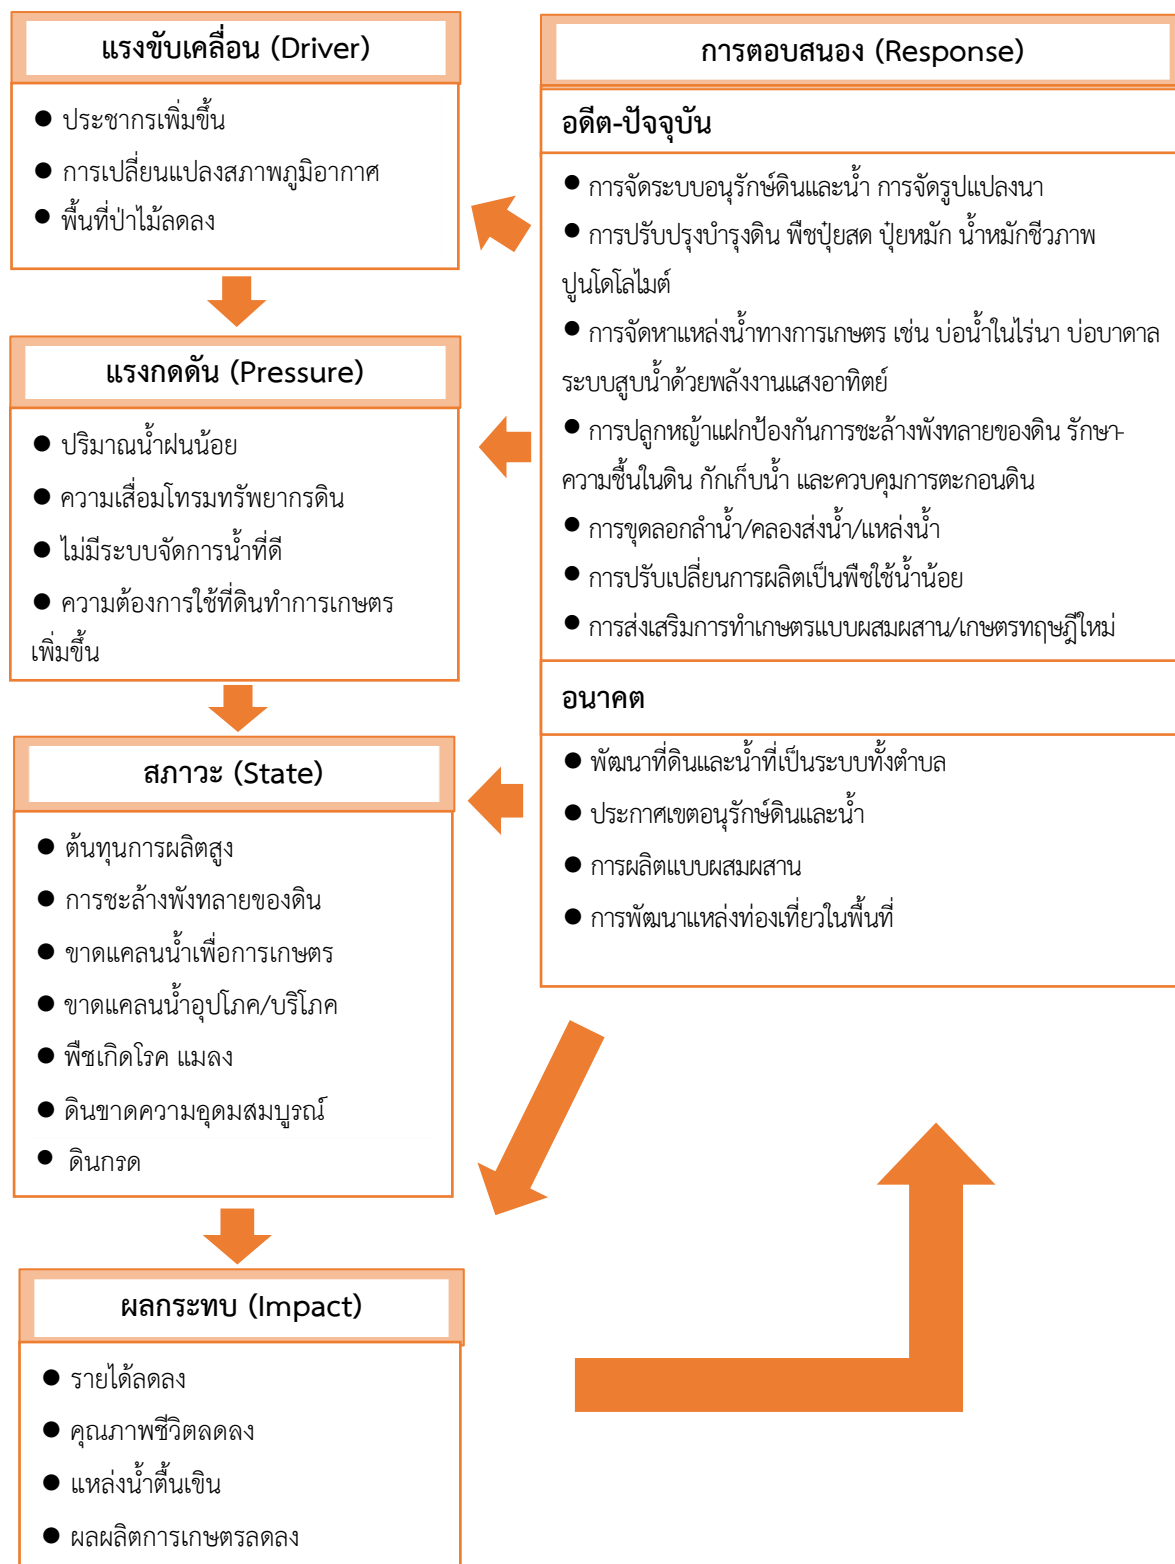 แรงขับเคลื่อน (Driver)
● ประชากรเพิ่มขึ้น
● การเปลี่ยนแปลงสภาพภูมิอากาศ
● พื้นที่ป่าไม้ลดลง
แรงกดดัน (Pressure)
● ปริมาณน้ำฝนน้อย
● ความเสื่อมโทรมทรัพยากรดิน
● ไม่มีระบบจัดการน้ำที่ดี
● ความต้องการใช้ที่ดินทำการเกษตร
เพิ่มขึ้น
สภาวะ (State)
● ต้นทุนการผลิตสูง
● การชะล้างพังทลายของดิน
● ขาดแคลนน้ำเพื่อการเกษตร
● ขาดแคลนน้ำอุปโภค/บริโภค
● พืชเกิดโรค แมลง
● ดินขาดความอุดมสมบูรณ์
● ดินกรด
ผลกระทบ (Impact)
● รายได้ลดลง
● คุณภาพชีวิตลดลง
● แหล่งน้ำตื้นเขิน
● ผลผลิตการเกษตรลดลง
การตอบสนอง (Response)
อดีต-ปัจจุบัน
● การจัดระบบอนุรักษ์ดินและน้ำ การจัดรูปแปลงนา
● การปรับปรุงบำรุงดิน พืชปุ๋ยสด ปุ๋ยหมัก น้ำหมักชีวภาพ
ปูนโดโลไมต์
● การจัดหาแหล่งน้ำทางการเกษตร เช่น บ่อน้ำในไร่นา บ่อบาดาล
ระบบสูบน้ำด้วยพลังงานแสงอาทิตย์
● การปลูกหญ้าแฝกป้องกันการชะล้างพังทลายของดิน รักษา-
ความชื้นในดิน กักเก็บน้ำ และควบคุมการตะกอนดิน
● การขุดลอกลำน้ำ/คลองส่งน้ำ/แหล่งน้ำ
● การปรับเปลี่ยนการผลิตเป็นพืชใช้น้ำน้อย
● การส่งเสริมการทำเกษตรแบบผสมผสาน/เกษตรทฤษฎีใหม่
อนาคต
● พัฒนาที่ดินและน้ำที่เป็นระบบทั้งตำบล
● ประกาศเขตอนุรักษ์ดินและน้ำ
● การผลิตแบบผสมผสาน
● การพัฒนาแหล่งท่องเที่ยวในพื้นที่